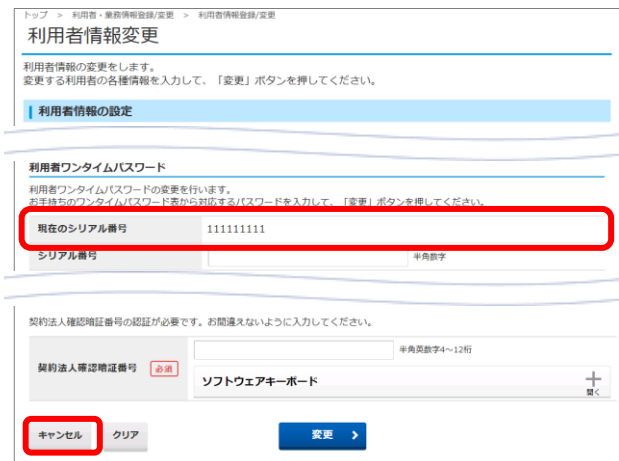 トップ > 利用者・業務情報登録/変更 > 利用者情報登録/変更
利用者情報変更
利用者情報の変更をします。
変更する利用者の各種情報を入力して、「変更」ボタンを押してください。
利用者情報の設定
利用者ワンタイムパスワード
利用者ワンタイムパスワードの変更を行います。
お手持ちのワンタイムパスワード表から対応するパスワードを入力して、「変更」ボタンを押してください。
現在のシリアル番号 111111111
シリアル番号 半角数字
契約法人確認暗証番号の認証が必要です。お間違えないように入力してください。
半角英数字4~12桁
契約法人確認暗証番号 必須
ソフトウェアキーボード 開く
キャンセル クリア 変更